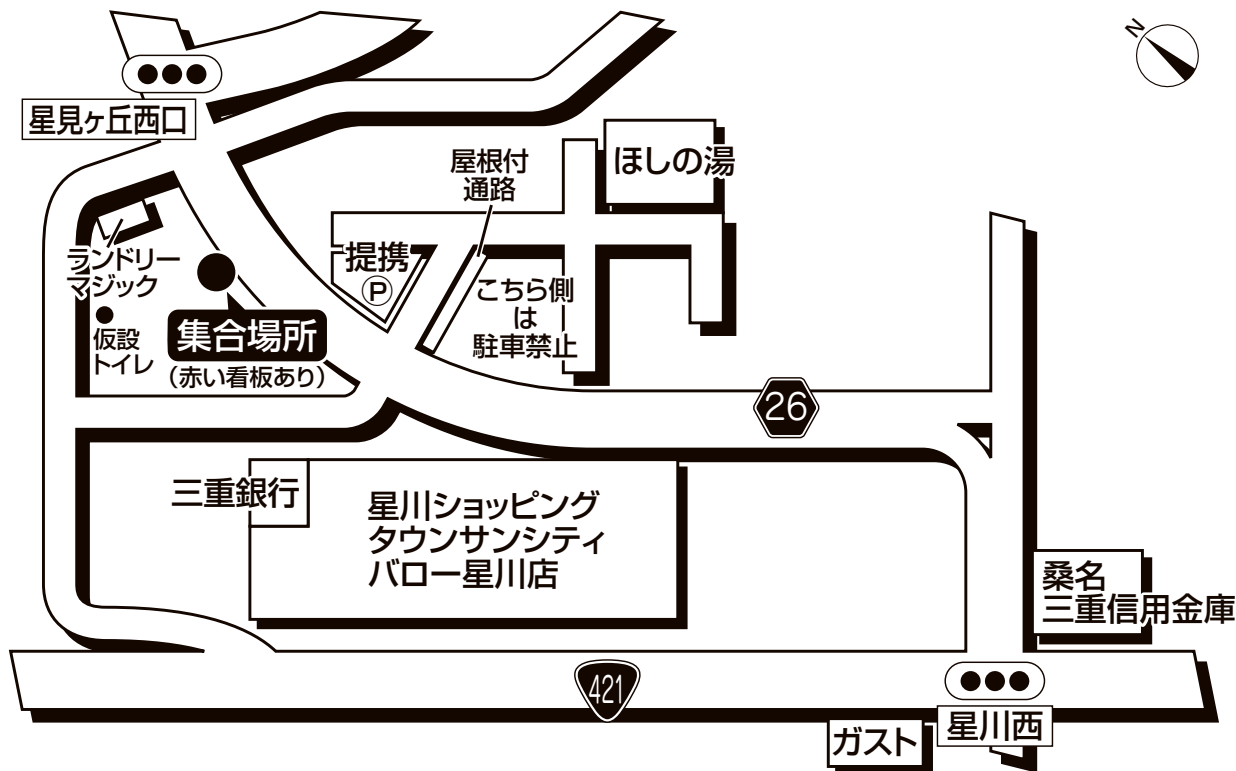 N
星見ヶ丘西口
ほしの湯
屋根付
通路
ランドリー
マジック
提携
P
こちら側
は
駐車禁止
仮設
トイレ
集合場所
（赤い看板あり）
26
三重銀行
星川ショッピング
タウンサンシティ
バロー星川店
桑名
三重信用金庫
421
星川西
ガスト